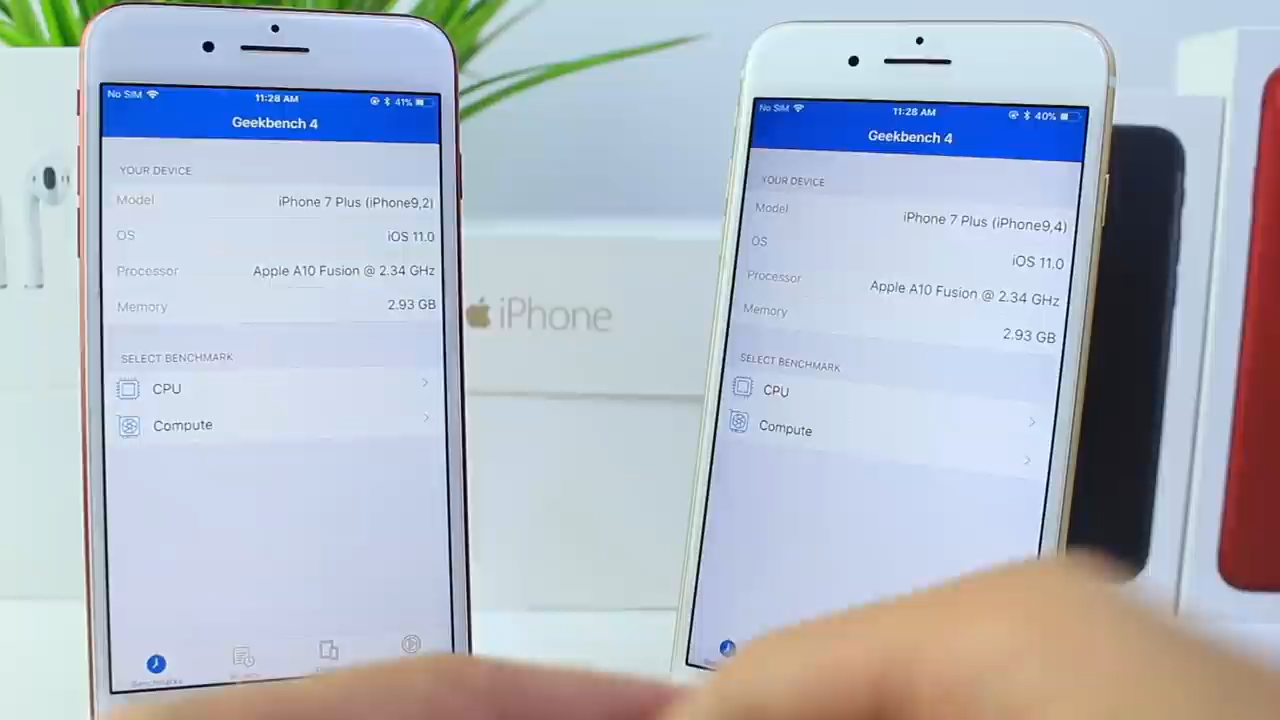 No SIM 11:28 AM 41%
Geekbench 4
YOUR DEVICE
Model iPhone 7 Plus (iPhone9,2)
OS iOS 11.0
Processor Apple A10 Fusion @ 2.34 GHz
Memory 2.93 GB
SELECT BENCHMARK
CPU
Compute
Benchmarks
iPhone
No SIM 11:28 AM 40%
Geekbench 4
YOUR DEVICE
Model iPhone 7 Plus (iPhone9,4)
OS iOS 11.0
Processor Apple A10 Fusion @ 2.34 GHz
Memory 2.93 GB
SELECT BENCHMARK
CPU
Compute